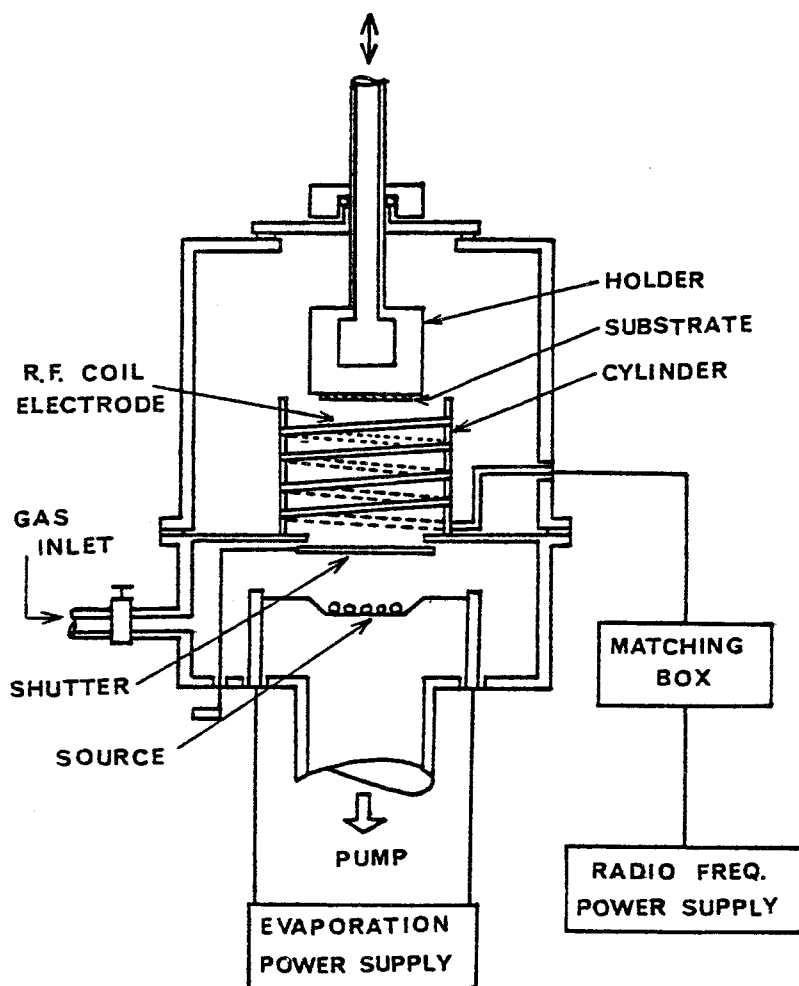 HOLDER
SUBSTRATE
CYLINDER
R.F. COIL
ELECTRODE
GAS
INLET
SHUTTER
SOURCE
PUMP
MATCHING
BOX
RADIO FREQ.
POWER SUPPLY
EVAPORATION
POWER SUPPLY